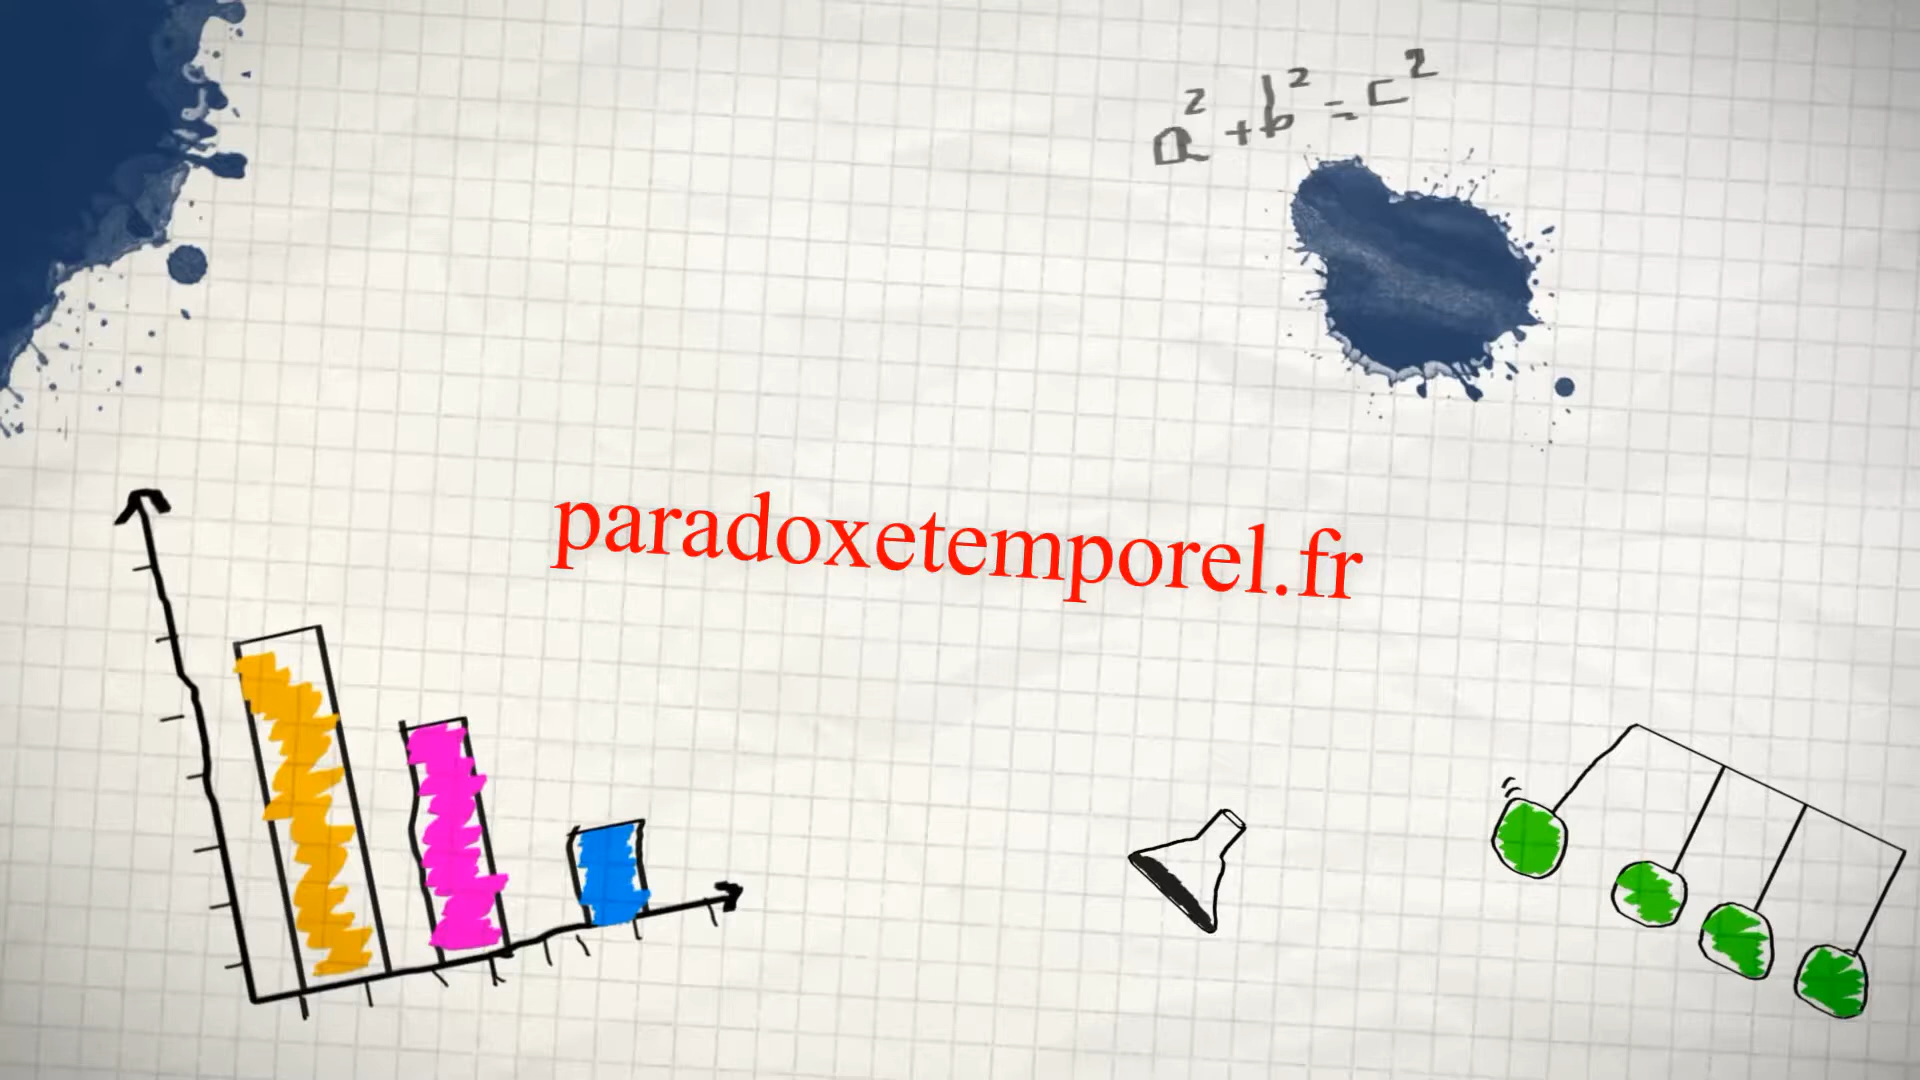 a² + b² = c²
paradoxetemporel.fr